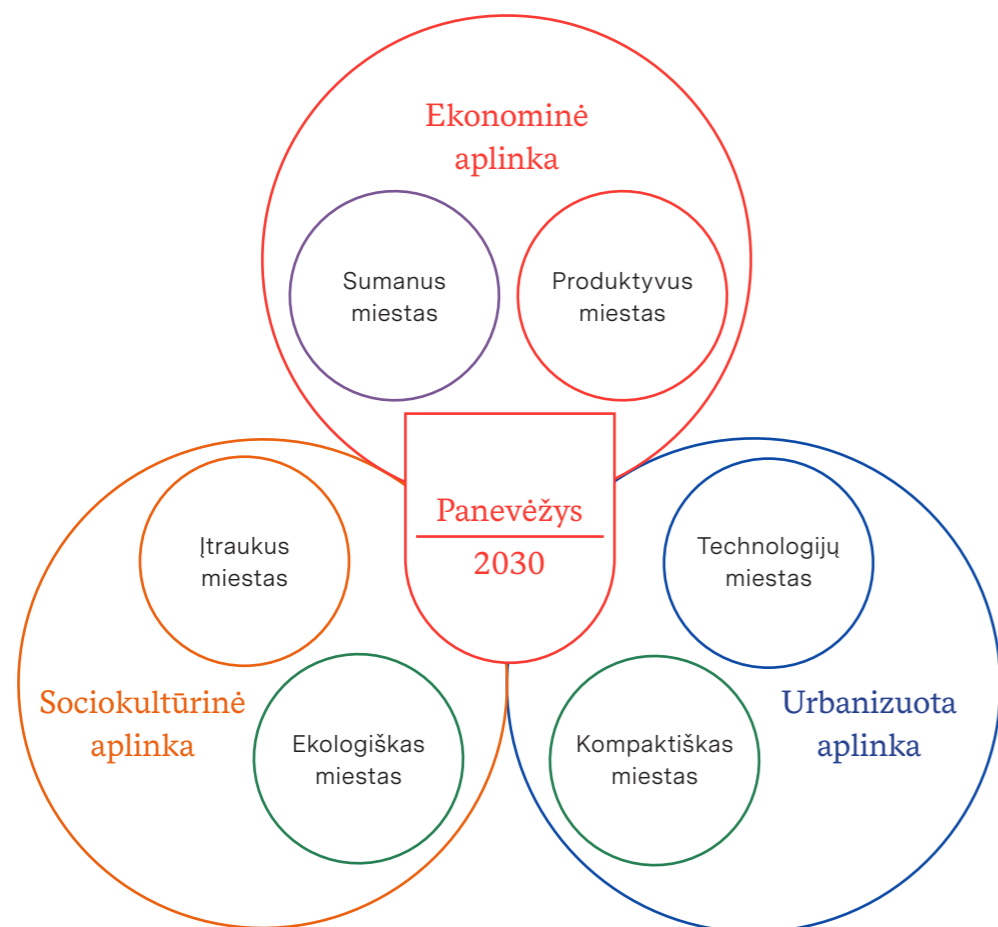 Ekonominė
aplinka
Sumanus
miestas
Produktyvus
miestas
Panevėžys
2030
Įtraukus
miestas
Technologijų
miestas
Sociokultūrinė
aplinka
Ekologiškas
miestas
Kompaktiškas
miestas
Urbanizuota
aplinka